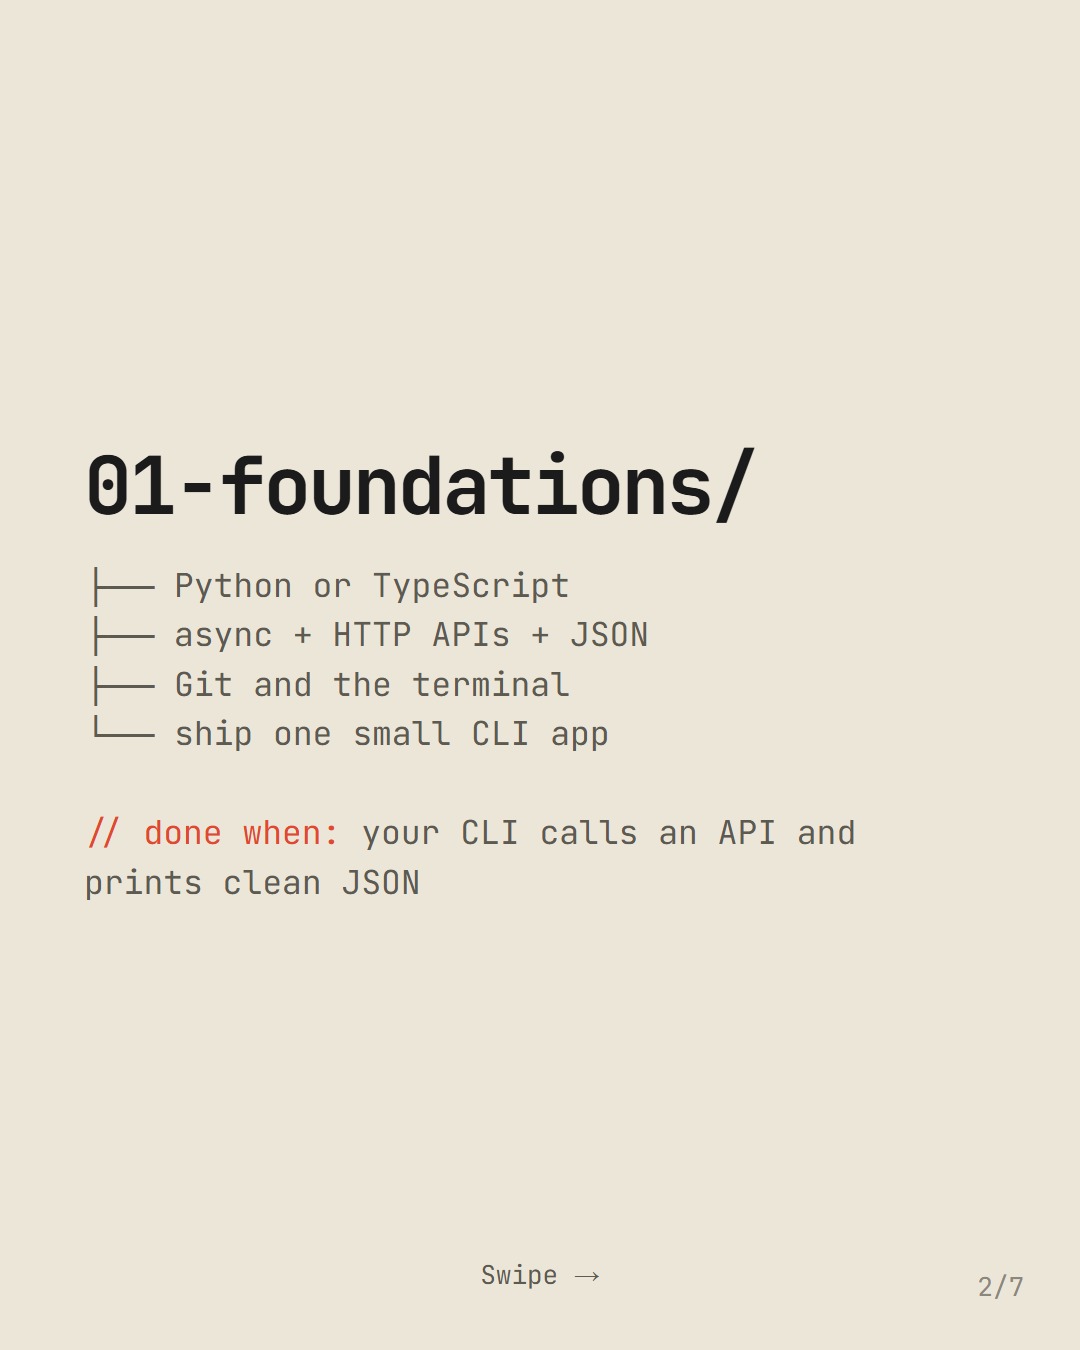 01-foundations/
├── Python or TypeScript
├── async + HTTP APIs + JSON
├── Git and the terminal
└── ship one small CLI app
// done when: your CLI calls an API and
prints clean JSON
Swipe →
2/7